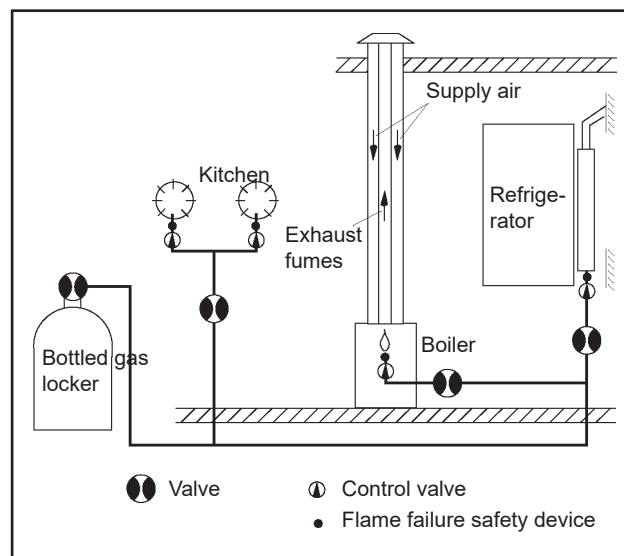 Supply air
Kitchen
Refrige-
rator
Exhaust
fumes
Boiler
Bottled gas
locker
Valve
Control valve
Flame failure safety device